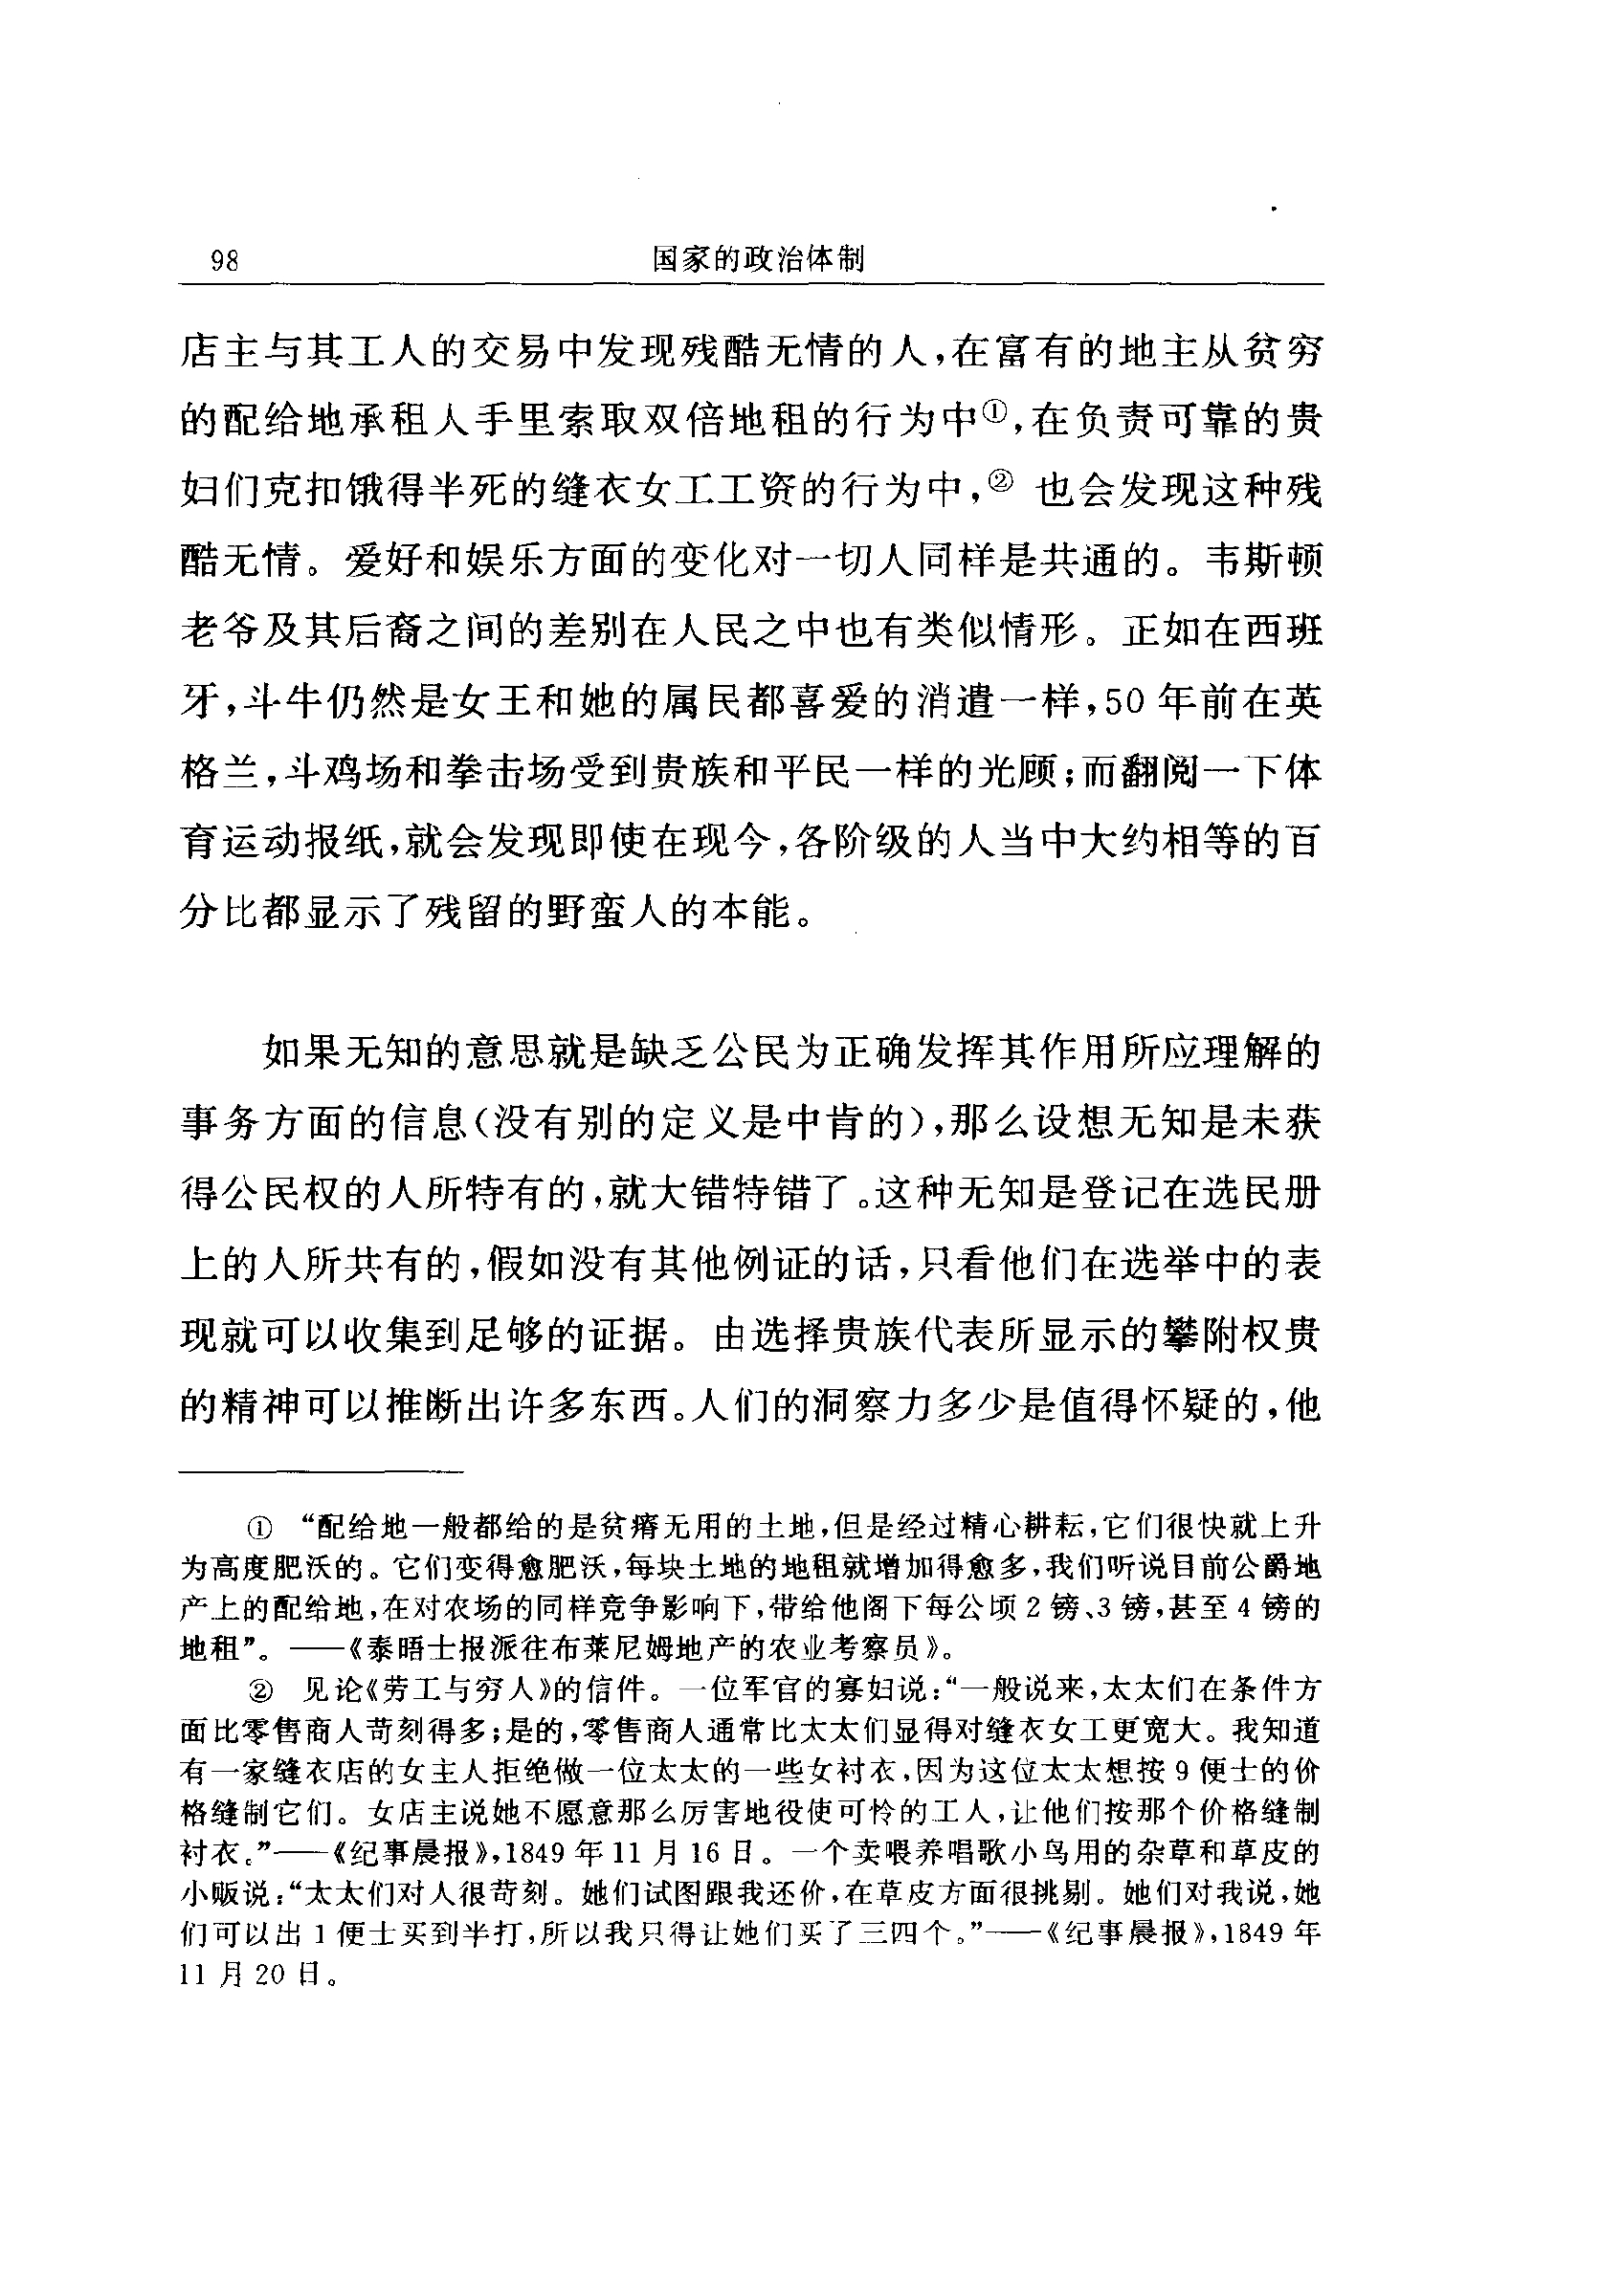 98
国家的政治体制
店主与其工人的交易中发现残酷无情的人,在富有的地主从贫穷
的配给地承租人手里索取双倍地租的行为中①,在负责可靠的贵
妇们克扣饿得半死的缝衣女工工资的行为中,② 也会发现这种残
酷无情。爱好和娱乐方面的变化对一切人同样是共通的。韦斯顿
老爷及其后裔之间的差别在人民之中也有类似情形。正如在西班
牙,斗牛仍然是女王和她的属民都喜爱的消遣一样,50 年前在英
格兰,斗鸡场和拳击场受到贵族和平民一样的光顾;而翻阅一下体
育运动报纸,就会发现即使在现今,各阶级的人当中大约相等的百
分比都显示了残留的野蛮人的本能。
如果无知的意思就是缺乏公民为正确发挥其作用所应理解的
事务方面的信息(没有别的定义是中肯的),那么设想无知是未获
得公民权的人所特有的,就大错特错了。这种无知是登记在选民册
上的人所共有的,假如没有其他例证的话,只看他们在选举中的表
现就可以收集到足够的证据。由选择贵族代表所显示的攀附权贵
的精神可以推断出许多东西。人们的洞察力多少是值得怀疑的,他
① “配给地一般都给的是贫瘠无用的土地,但是经过精心耕耘,它们很快就上升
为高度肥沃的。它们变得愈肥沃,每块土地的地租就增加得愈多,我们听说目前公爵地
产上的配给地,在对农场的同样竞争影响下,带给他阁下每公顷 2 镑、3 镑,甚至 4 镑的
地租”。——《泰晤士报派往布莱尼姆地产的农业考察员》。
② 见论《劳工与穷人》的信件。一位军官的寡妇说:“一般说来,太太们在条件方
面比零售商人苛刻得多;是的,零售商人通常比太太们显得对缝衣女工更宽大。我知道
有一家缝衣店的女主人拒绝做一位太太的一些女衬衣,因为这位太太想按 9 便士的价
格缝制它们。女店主说她不愿意那么厉害地役使可怜的工人,让他们按那个价格缝制
衬衣。”——《纪事晨报》,1849 年 11 月 16 日。一个卖喂养唱歌小鸟用的杂草和草皮的
小贩说:“太太们对人很苛刻。她们试图跟我还价,在草皮方面很挑剔。她们对我说,她
们可以出 1 便士买到半打,所以我只得让她们买了三四个。”——《纪事晨报》,1849 年
11 月 20 日。